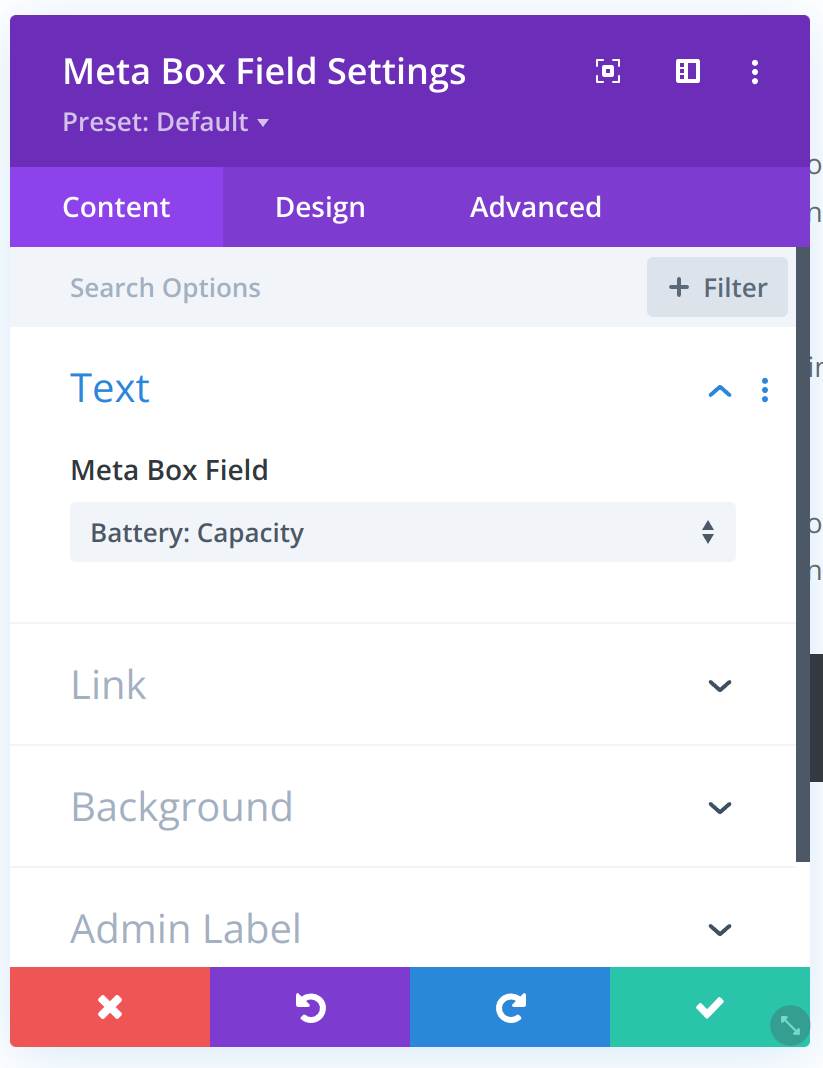 Meta Box Field Settings
Preset: Default
Content Design Advanced
Search Options + Filter
Text
Meta Box Field
Battery: Capacity
Link
Background
Admin Label